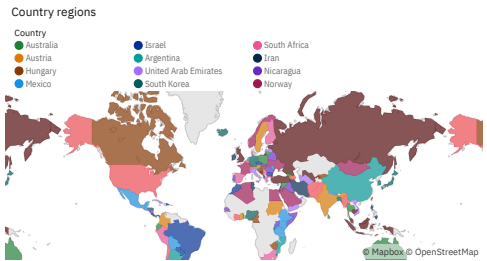 Country regions
Country
Australia Israel South Africa
Austria Argentina Iran
Hungary United Arab Emirates Nicaragua
Mexico South Korea Norway
© Mapbox © OpenStreetMap